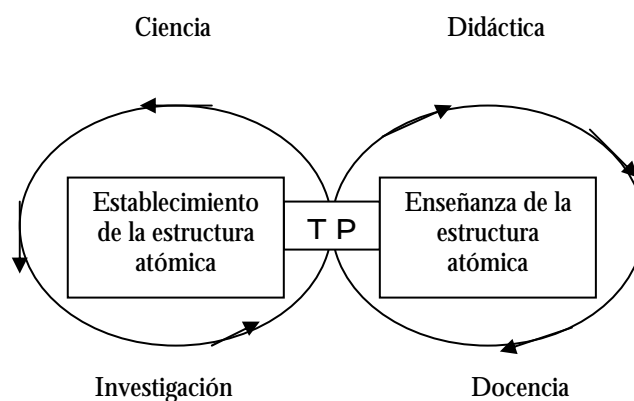 Ciencia
Didáctica
Establecimiento
de la estructura
atómica
T P
Enseñanza de la
estructura
atómica
Investigación
Docencia